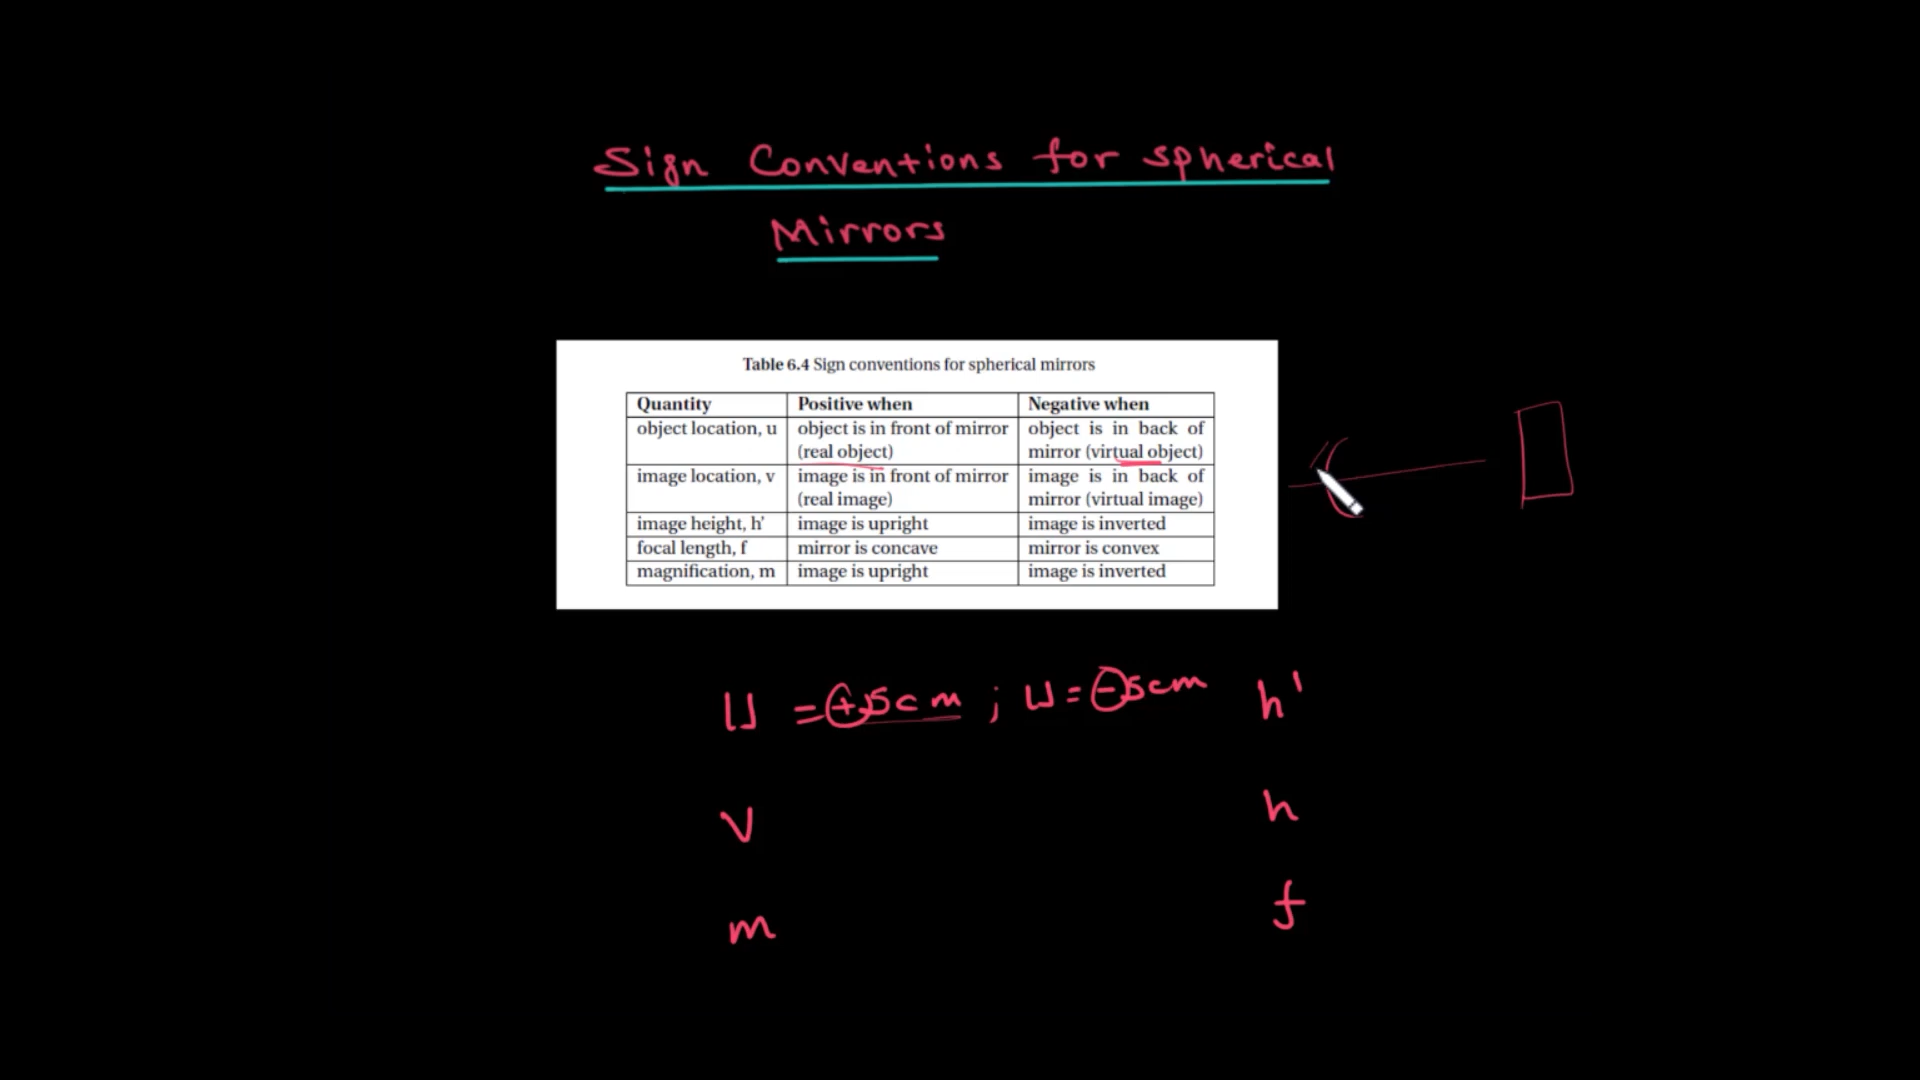 Sign Conventions for spherical
Mirrors
Table 6.4 Sign conventions for spherical mirrors
Quantity Positive when Negative when
object location, u object is in front of mirror (real object) object is in back of mirror (virtual object)
image location, v image is in front of mirror (real image) image is in back of mirror (virtual image)
image height, h' image is upright image is inverted
focal length, f mirror is concave mirror is convex
magnification, m image is upright image is inverted
U = +5cm ; U = -5cm h'
V h
m f